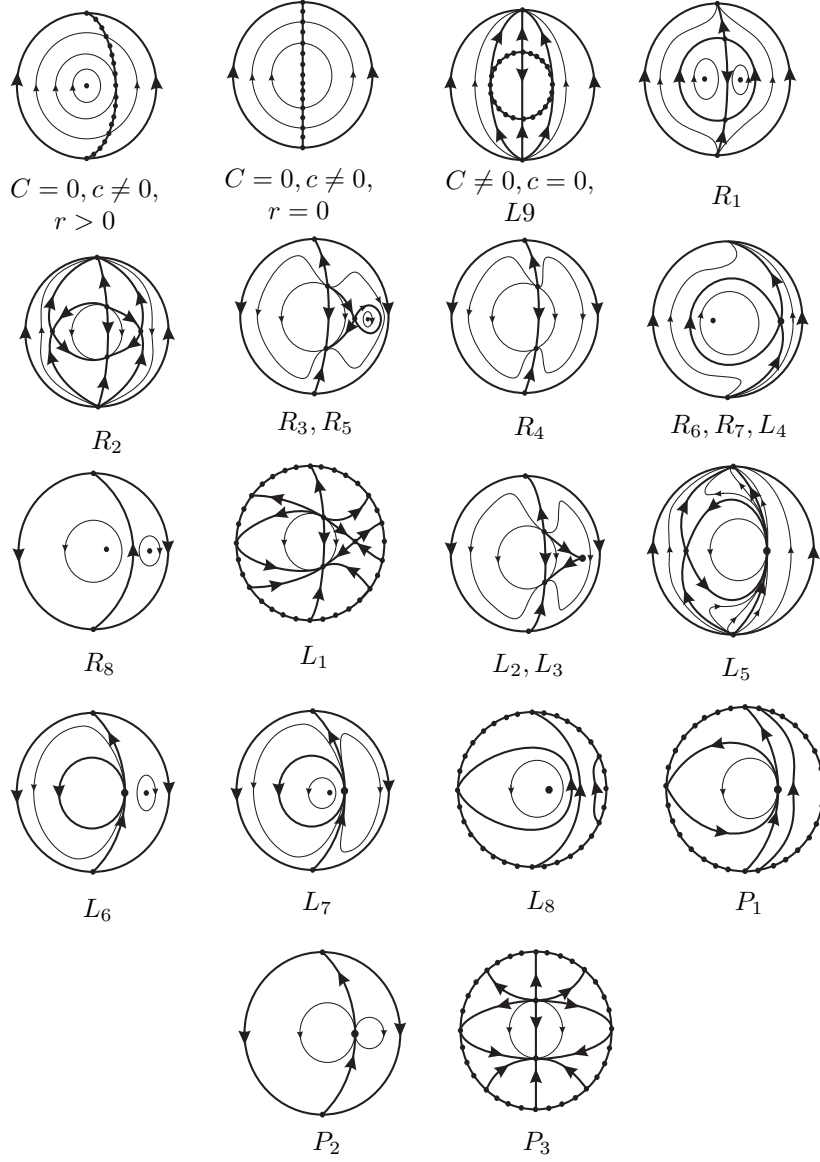 C = 0, c ≠ 0,
r > 0
C = 0, c ≠ 0,
r = 0
C ≠ 0, c = 0,
L9
R₁
R₂
R₃, R₅
R₄
R₆, R₇, L₄
R₈
L₁
L₂, L₃
L₅
L₆
L₇
L₈
P₁
P₂
P₃